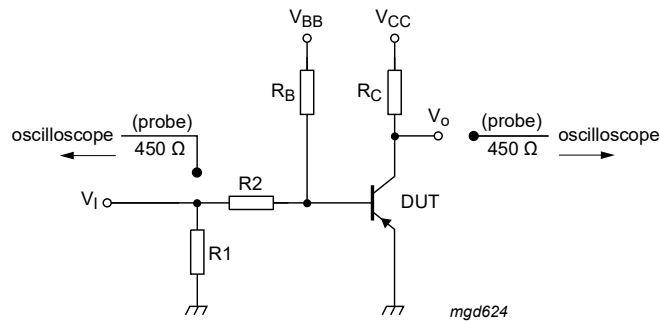 V_BB
V_CC
R_B
R_C
(probe)
oscilloscope
450 Ω
V_o
(probe)
450 Ω
oscilloscope
R2
V_I
DUT
R1
mgd624